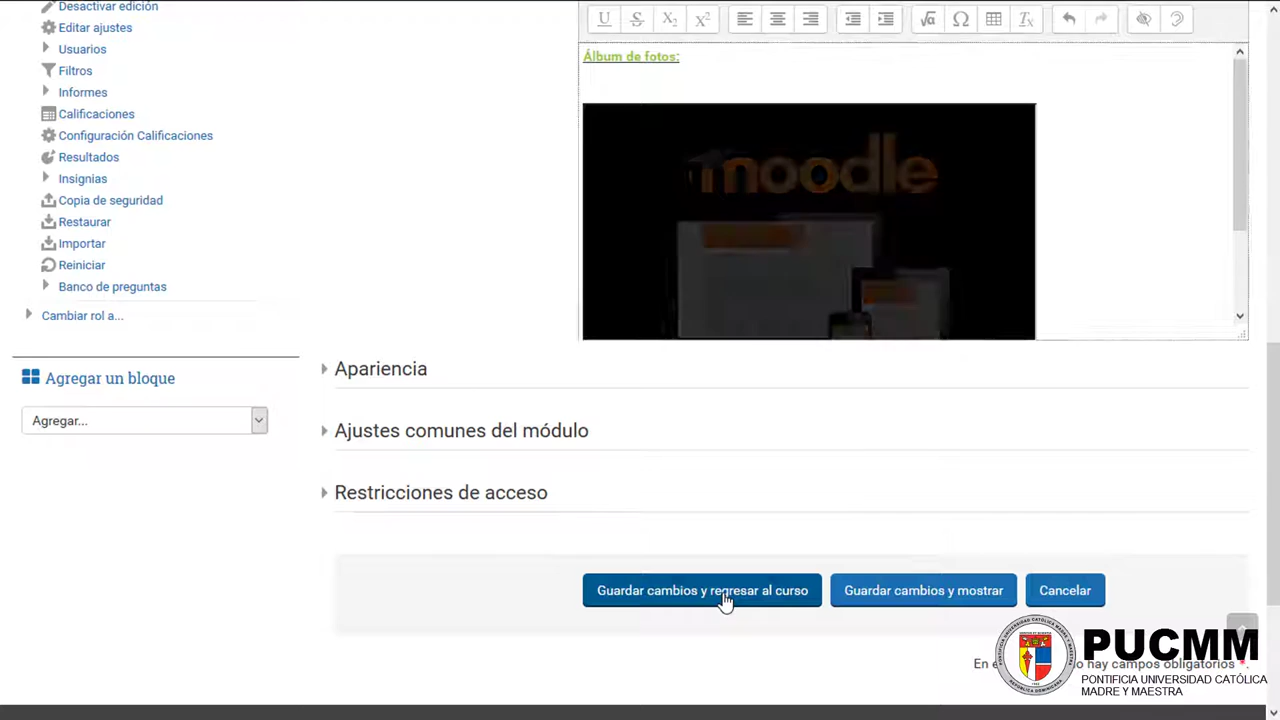 Desactivar edición
Editar ajustes
Usuarios
Filtros
Informes
Calificaciones
Configuración Calificaciones
Resultados
Insignias
Copia de seguridad
Restaurar
Importar
Reiniciar
Banco de preguntas
Cambiar rol a...
Agregar un bloque
Agregar...
Álbum de fotos:
moodle
Apariencia
Ajustes comunes del módulo
Restricciones de acceso
Guardar cambios y regresar al curso
Guardar cambios y mostrar
Cancelar
hay campos obligatorios
PUCMM
PONTIFICIA UNIVERSIDAD CATÓLICA
MADRE Y MAESTRA